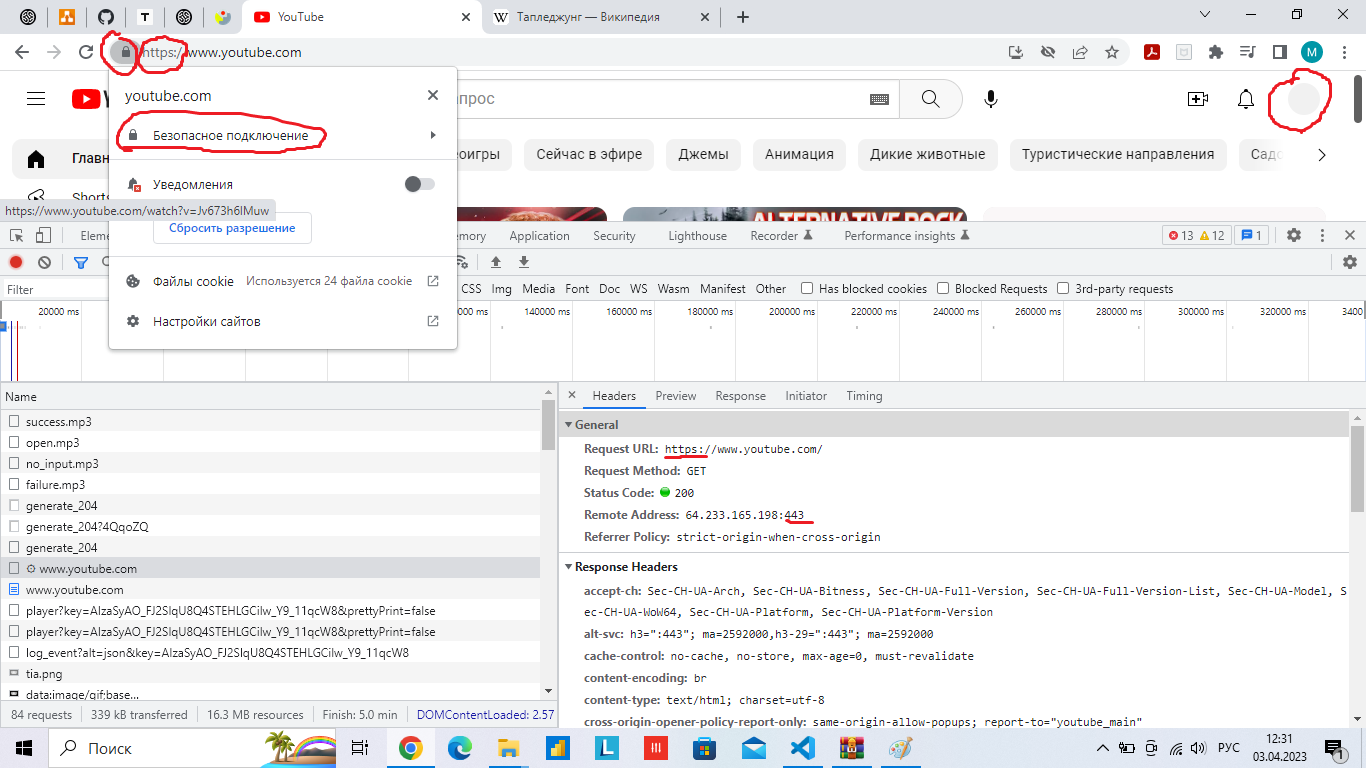 YouTube
Тапледжунг — Википедия
https://www.youtube.com
M
youtube.com
Безопасное подключение
Уведомления
Сбросить разрешение
Файлы cookie Используется 24 файла cookie
Настройки сайтов
Сейчас в эфире Джемы Анимация Дикие животные Туристические направления
Shorts
https://www.youtube.com/watch?v=Jv673h6IMuw
ALTERNATIVE ROCK
Application Security Lighthouse Recorder Performance insights 13 12 1
Filter
CSS Img Media Font Doc WS Wasm Manifest Other Has blocked cookies Blocked Requests 3rd-party requests
20000 ms 140000 ms 160000 ms 180000 ms 200000 ms 220000 ms 240000 ms 260000 ms 280000 ms 300000 ms 320000 ms 3400
Name
success.mp3
open.mp3
no_input.mp3
failure.mp3
generate_204
generate_204?4QqoZQ
generate_204
www.youtube.com
www.youtube.com
player?key=AIzaSyAO_FJ2SlqU8Q4STEHLGCilw_Y9_11qcW8&prettyPrint=false
player?key=AIzaSyAO_FJ2SlqU8Q4STEHLGCilw_Y9_11qcW8&prettyPrint=false
log_event?alt=json&key=AIzaSyAO_FJ2SlqU8Q4STEHLGCilw_Y9_11qcW8
tia.png
data:image/gif;base...
84 requests 339 kB transferred 16.3 MB resources Finish: 5.0 min DOMContentLoaded: 2.57
Headers Preview Response Initiator Timing
General
Request URL: https://www.youtube.com/
Request Method: GET
Status Code: 200
Remote Address: 64.233.165.198:443
Referrer Policy: strict-origin-when-cross-origin
Response Headers
accept-ch: Sec-CH-UA-Arch, Sec-CH-UA-Bitness, Sec-CH-UA-Full-Version, Sec-CH-UA-Full-Version-List, Sec-CH-UA-Model, S
ec-CH-UA-WoW64, Sec-CH-UA-Platform, Sec-CH-UA-Platform-Version
alt-svc: h3=":443"; ma=2592000,h3-29=":443"; ma=2592000
cache-control: no-cache, no-store, max-age=0, must-revalidate
content-encoding: br
content-type: text/html; charset=utf-8
cross-origin-opener-policy-report-only: same-origin-allow-popups; report-to="youtube_main"
Поиск
РУС
12:31
03.04.2023
1